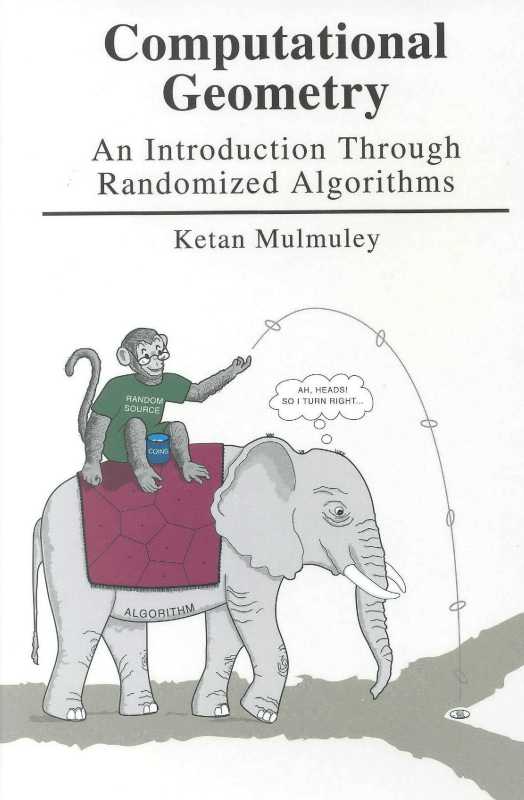 Computational
Geometry
An Introduction Through
Randomized Algorithms
Ketan Mulmuley
AH, HEADS!
SO I TURN RIGHT...
RANDOM
SOURCE
COINS
ALGORITHM